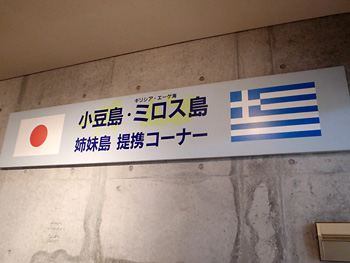 ギリシア・エーゲ海
小豆島・ミロス島
姉妹島 提携コーナー